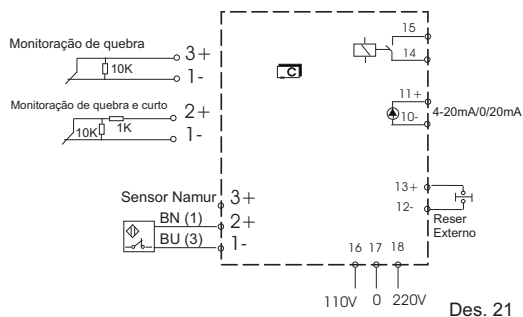 Monitoração de quebra
10K
3+
1-
Monitoração de quebra e curto
10K
1K
2+
1-
Sensor Namur
3+
BN (1)
2+
BU (3)
1-
C
15
14
11+
10-
4-20mA/0/20mA
13+
12-
Reser
Externo
16 17 18
110V 0 220V
Des. 21